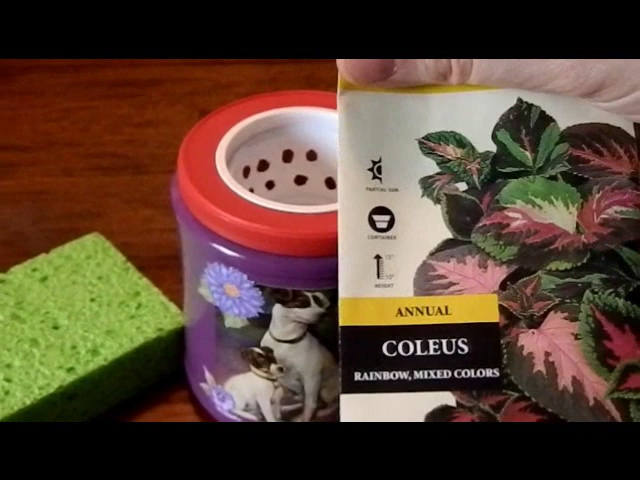 PARTIAL SUN
CONTAINER
HEIGHT
ANNUAL
COLEUS
RAINBOW, MIXED COLORS